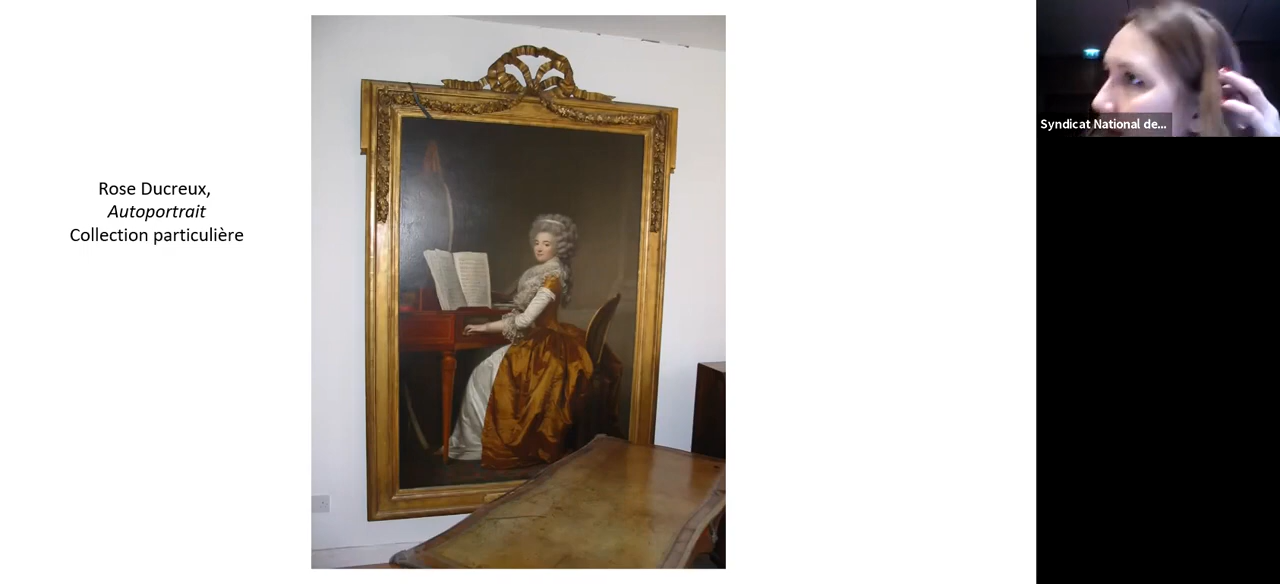 Rose Ducreux,
Autoportrait
Collection particulière
Syndicat National de...